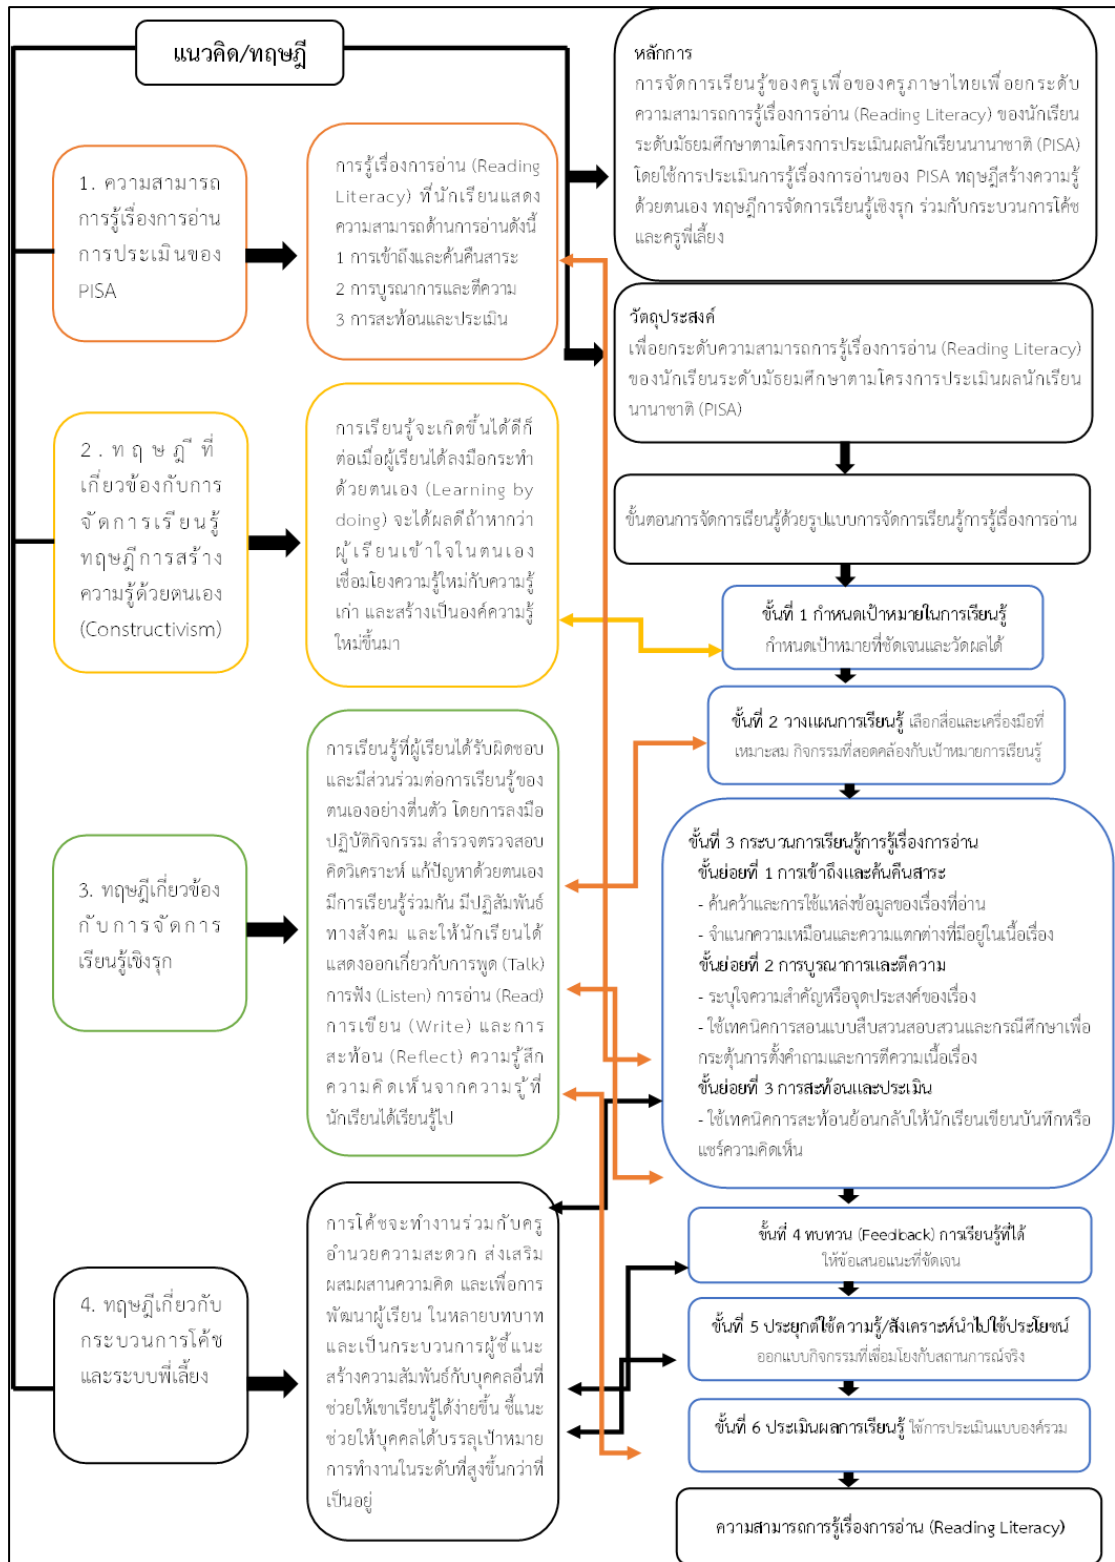 แนวคิด/ทฤษฎี
1. ความสามารถ
การรู้เรื่องการอ่าน
การประเมินของ
PISA
การรู้เรื่องการอ่าน (Reading
Literacy) ที่นักเรียนแสดง
ความสามารถด้านการอ่านดังนี้
1 การเข้าถึงและค้นคืนสาระ
2 การบูรณาการและตีความ
3 การสะท้อนและประเมิน
2. ทฤษฎีที่
เกี่ยวข้องกับการ
จัดการเรียนรู้
ทฤษฎีการสร้าง
ความรู้ด้วยตนเอง
(Constructivism)
การเรียนรู้จะเกิดขึ้นได้ดีก็
ต่อเมื่อผู้เรียนได้ลงมือกระทำ
ด้วยตนเอง (Learning by
doing) จะได้ผลดีถ้าหากว่า
ผู้เรียนเข้าใจในตนเอง
เชื่อมโยงความรู้ใหม่กับความรู้
เก่า และสร้างเป็นองค์ความรู้
ใหม่ขึ้นมา
3. ทฤษฎีเกี่ยวข้อง
กับการจัดการ
เรียนรู้เชิงรุก
การเรียนรู้ที่ผู้เรียนได้รับผิดชอบ
และมีส่วนร่วมต่อการเรียนรู้ของ
ตนเองอย่างตื่นตัว โดยการลงมือ
ปฏิบัติกิจกรรม สำรวจตรวจสอบ
คิดวิเคราะห์ แก้ปัญหาด้วยตนเอง
มีการเรียนรู้ร่วมกัน มีปฏิสัมพันธ์
ทางสังคม และให้นักเรียนได้
แสดงออกเกี่ยวกับการพูด (Talk)
การฟัง (Listen) การอ่าน (Read)
การเขียน (Write) และการ
สะท้อน (Reflect) ความรู้สึก
ความคิดเห็นจากความรู้ที่
นักเรียนได้เรียนรู้ไป
4. ทฤษฎีเกี่ยวกับ
กระบวนการโค้ช
และระบบพี่เลี้ยง
การโค้ชจะทำงานร่วมกับครู
อำนวยความสะดวก ส่งเสริม
ผสมผสานความคิด และเพื่อการ
พัฒนาผู้เรียน ในหลายบทบาท
และเป็นกระบวนการผู้ชี้แนะ
สร้างความสัมพันธ์กับบุคคลอื่นที่
ช่วยให้เขาเรียนรู้ได้ง่ายขึ้น ชี้แนะ
ช่วยให้บุคคลได้บรรลุเป้าหมาย
การทำงานในระดับที่สูงขึ้นกว่าที่
เป็นอยู่
หลักการ
การจัดการเรียนรู้ของครูเพื่อของครูภาษาไทยเพื่อยกระดับ
ความสามารถการรู้เรื่องการอ่าน (Reading Literacy) ของนักเรียน
ระดับมัธยมศึกษาตามโครงการประเมินผลนักเรียนนานาชาติ (PISA)
โดยใช้การประเมินการรู้เรื่องการอ่านของ PISA ทฤษฎีสร้างความรู้
ด้วยตนเอง ทฤษฎีการจัดการเรียนรู้เชิงรุก ร่วมกับกระบวนการโค้ช
และครูพี่เลี้ยง
วัตถุประสงค์
เพื่อยกระดับความสามารถการรู้เรื่องการอ่าน (Reading Literacy)
ของนักเรียนระดับมัธยมศึกษาตามโครงการประเมินผลนักเรียน
นานาชาติ (PISA)
ขั้นตอนการจัดการเรียนรู้ด้วยรูปแบบการจัดการเรียนรู้การรู้เรื่องการอ่าน
ขั้นที่ 1 กำหนดเป้าหมายในการเรียนรู้
กำหนดเป้าหมายที่ชัดเจนและวัดผลได้
ขั้นที่ 2 วางแผนการเรียนรู้ เลือกสื่อและเครื่องมือที่
เหมาะสม กิจกรรมที่สอดคล้องกับเป้าหมายการเรียนรู้
ขั้นที่ 3 กระบวนการเรียนรู้การรู้เรื่องการอ่าน
ขั้นย่อยที่ 1 การเข้าถึงและค้นคืนสาระ
- ค้นคว้าและการใช้แหล่งข้อมูลของเรื่องที่อ่าน
- จำแนกความเหมือนและความแตกต่างที่มีอยู่ในเนื้อเรื่อง
ขั้นย่อยที่ 2 การบูรณาการและตีความ
- ระบุใจความสำคัญหรือจุดประสงค์ของเรื่อง
- ใช้เทคนิคการสอนแบบสืบสวนสอบสวนและกรณีศึกษาเพื่อ
กระตุ้นการตั้งคำถามและการตีความเนื้อเรื่อง
ขั้นย่อยที่ 3 การสะท้อนและประเมิน
- ใช้เทคนิคการสะท้อนย้อนกลับให้นักเรียนเขียนบันทึกหรือ
แชร์ความคิดเห็น
ขั้นที่ 4 ทบทวน (Feedback) การเรียนรู้ที่ได้
ให้ข้อเสนอแนะที่ชัดเจน
ขั้นที่ 5 ประยุกต์ใช้ความรู้/สังเคราะห์นำไปใช้ประโยชน์
ออกแบบกิจกรรมที่เชื่อมโยงกับสถานการณ์จริง
ขั้นที่ 6 ประเมินผลการเรียนรู้ ใช้การประเมินแบบองค์รวม
ความสามารถการรู้เรื่องการอ่าน (Reading Literacy)